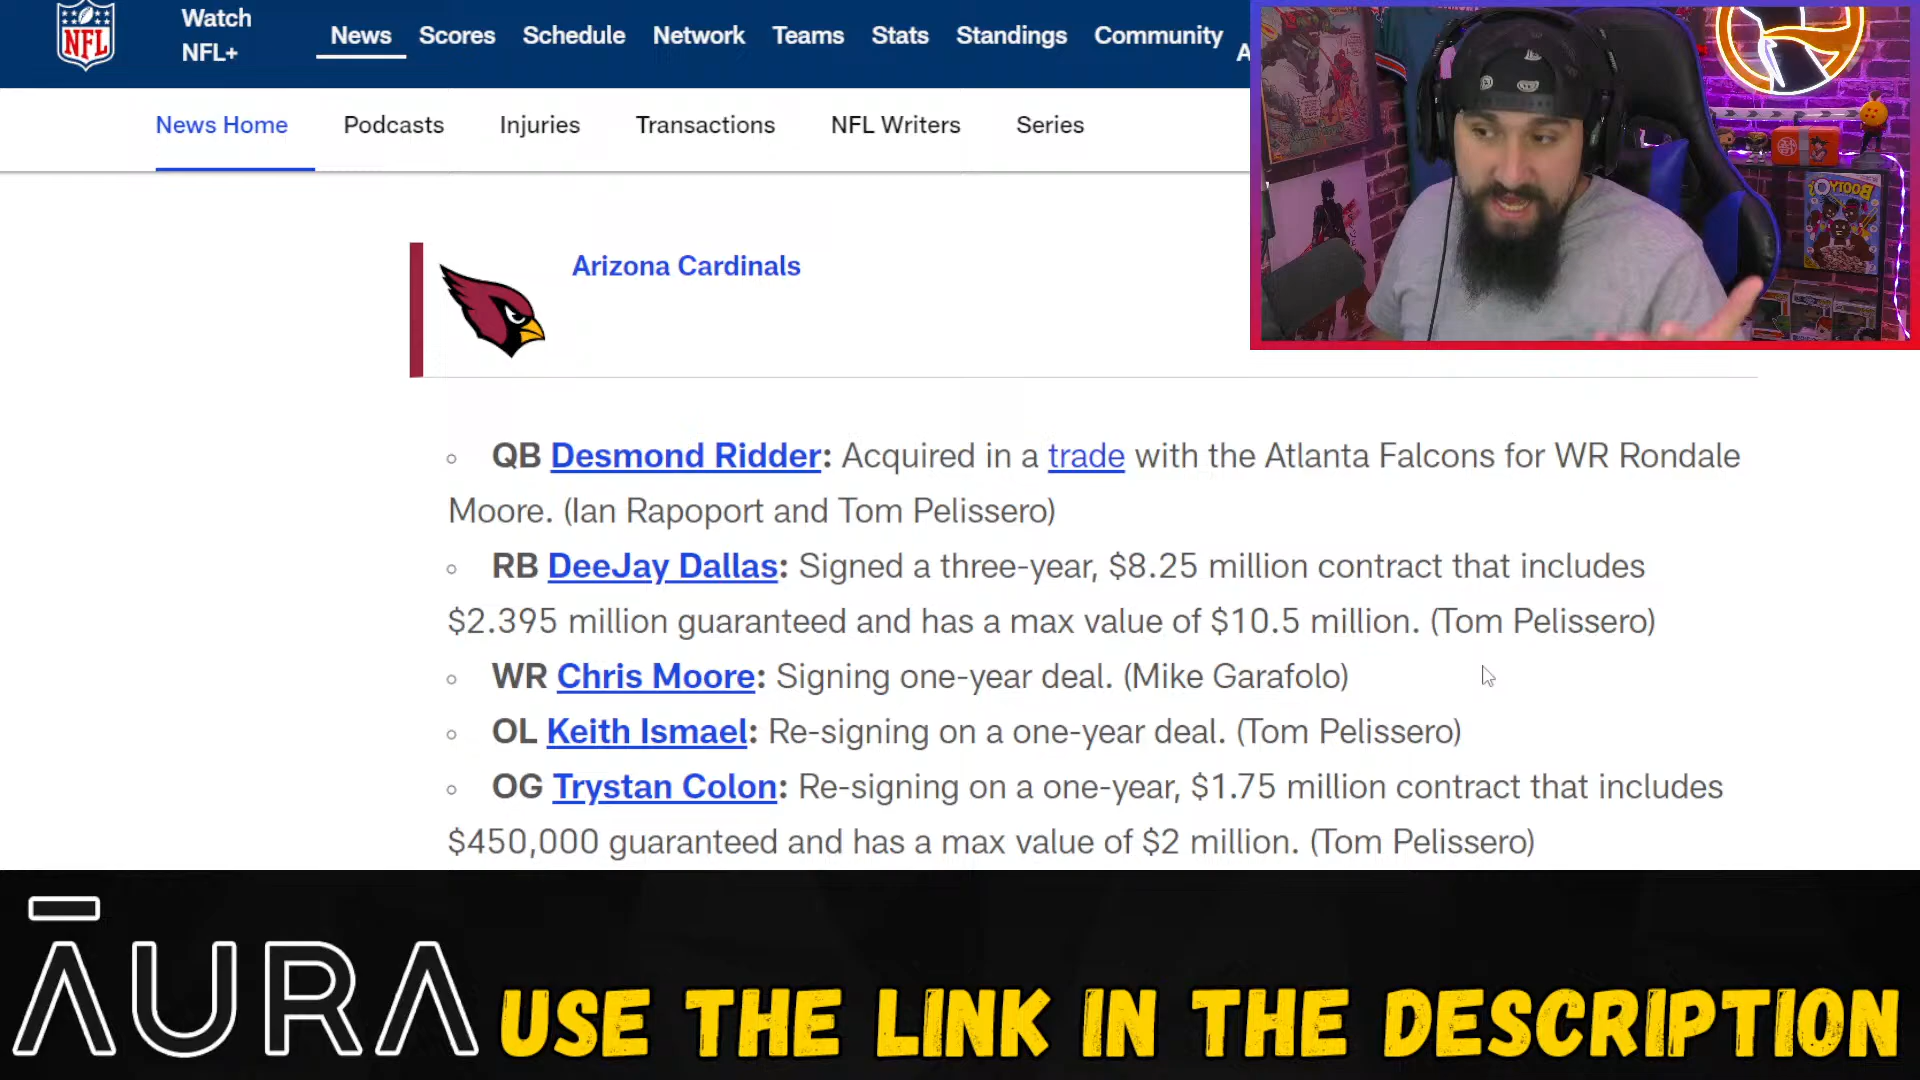 NFL
Watch
NFL+
News
Scores
Schedule
Network
Teams
Stats
Standings
Community
A
News Home
Podcasts
Injuries
Transactions
NFL Writers
Series
Arizona Cardinals
QB Desmond Ridder: Acquired in a trade with the Atlanta Falcons for WR Rondale
Moore. (Ian Rapoport and Tom Pelissero)
RB DeeJay Dallas: Signed a three-year, $8.25 million contract that includes
$2.395 million guaranteed and has a max value of $10.5 million. (Tom Pelissero)
WR Chris Moore: Signing one-year deal. (Mike Garafolo)
OL Keith Ismael: Re-signing on a one-year deal. (Tom Pelissero)
OG Trystan Colon: Re-signing on a one-year, $1.75 million contract that includes
$450,000 guaranteed and has a max value of $2 million. (Tom Pelissero)
ĀURA USE THE LINK IN THE DESCRIPTION